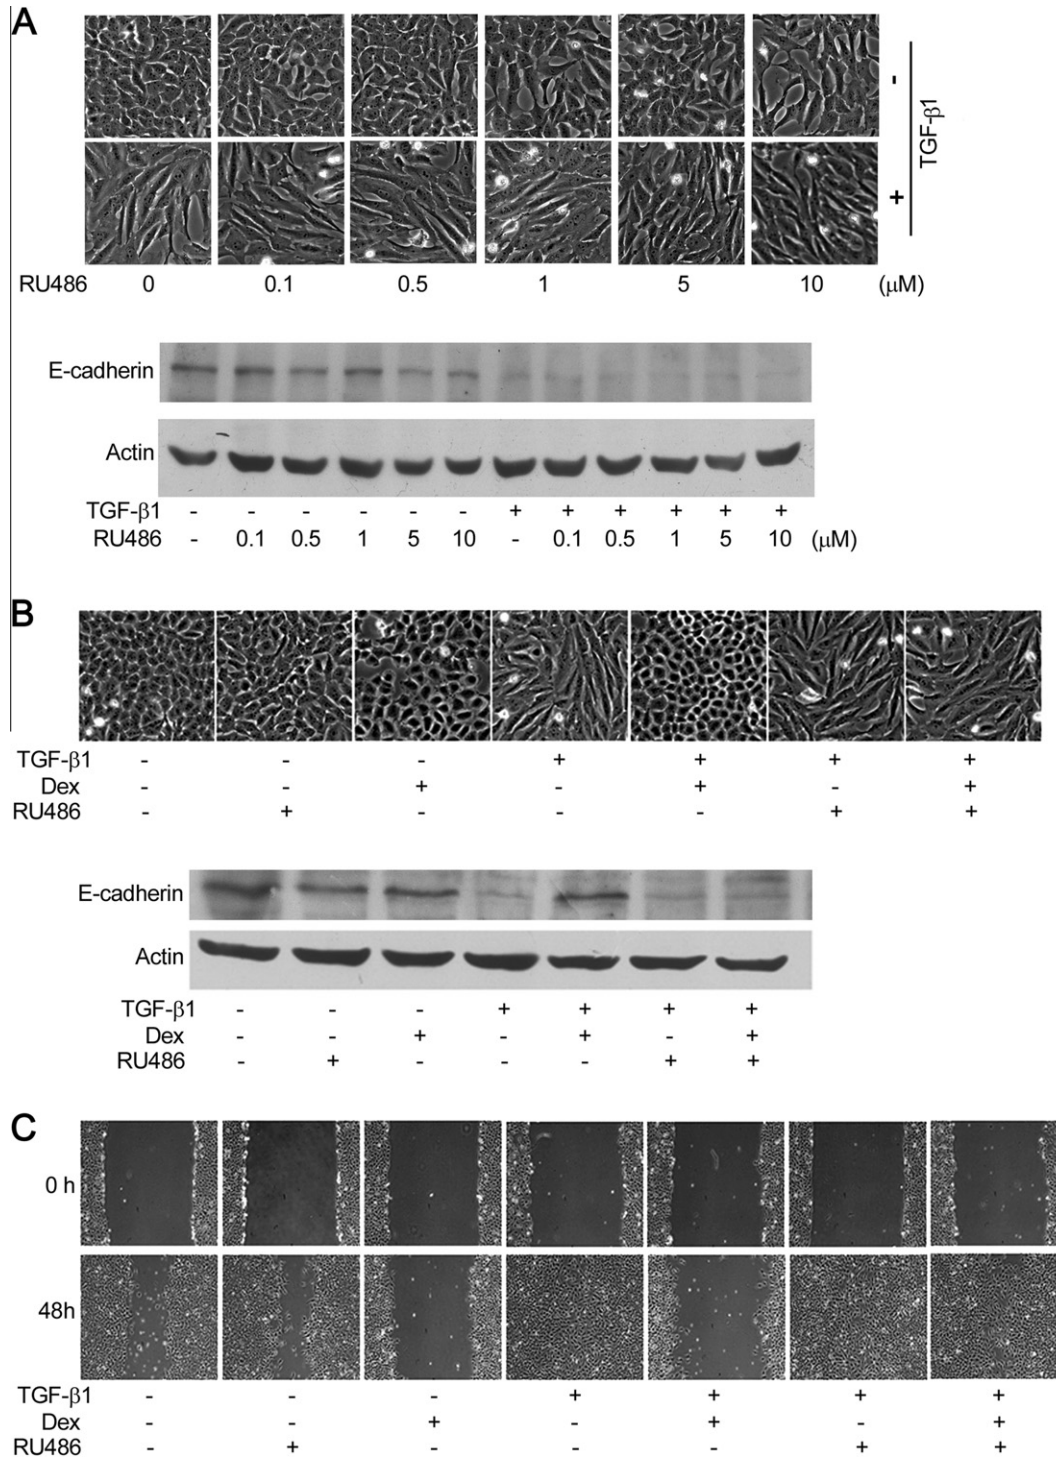 A
-
TGF-β1
+
RU486 0 0.1 0.5 1 5 10 (μM)
E-cadherin
Actin
TGF-β1 - - - - - - + + + + + +
RU486 - 0.1 0.5 1 5 10 - 0.1 0.5 1 5 10 (μM)
B
TGF-β1 - - - + + + +
Dex - - + - + - +
RU486 - + - - - + +
E-cadherin
Actin
TGF-β1 - - - + + + +
Dex - - + - + - +
RU486 - + - - - + +
C
0 h
48h
TGF-β1 - - - + + + +
Dex - - + - + - +
RU486 - + - - - + +